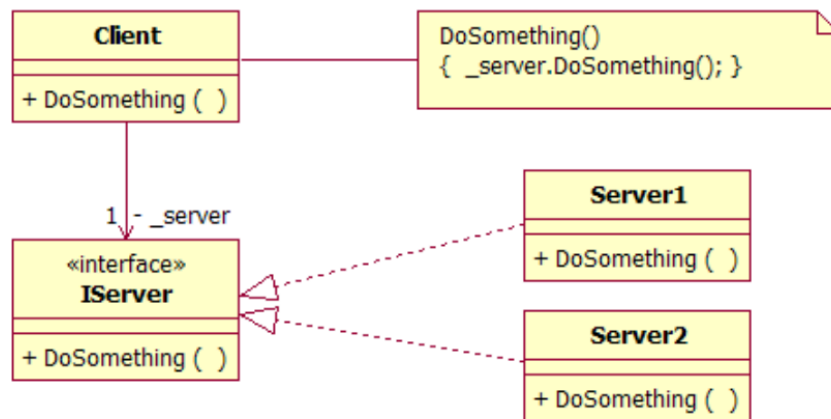 Client
+ DoSomething ( )
DoSomething()
{ _server.DoSomething(); }
1 - _server
«interface»
IServer
+ DoSomething ( )
Server1
+ DoSomething ( )
Server2
+ DoSomething ( )